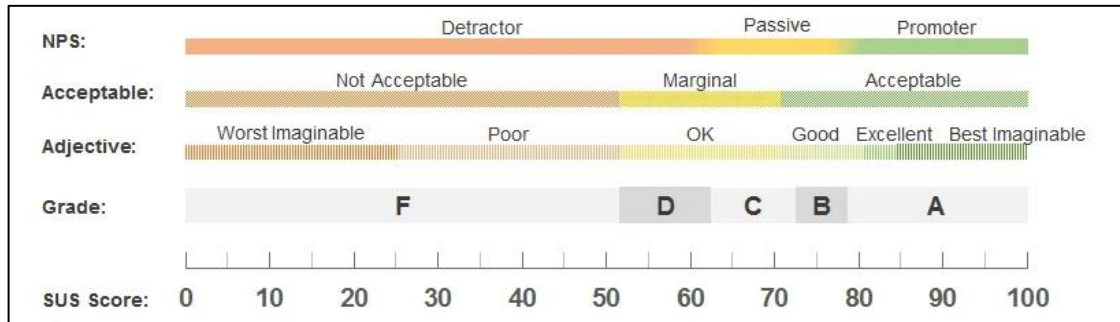 NPS: Detractor Passive Promoter
Acceptable: Not Acceptable Marginal Acceptable
Adjective: Worst Imaginable Poor OK Good Excellent Best Imaginable
Grade: F D C B A
SUS Score: 0 10 20 30 40 50 60 70 80 90 100